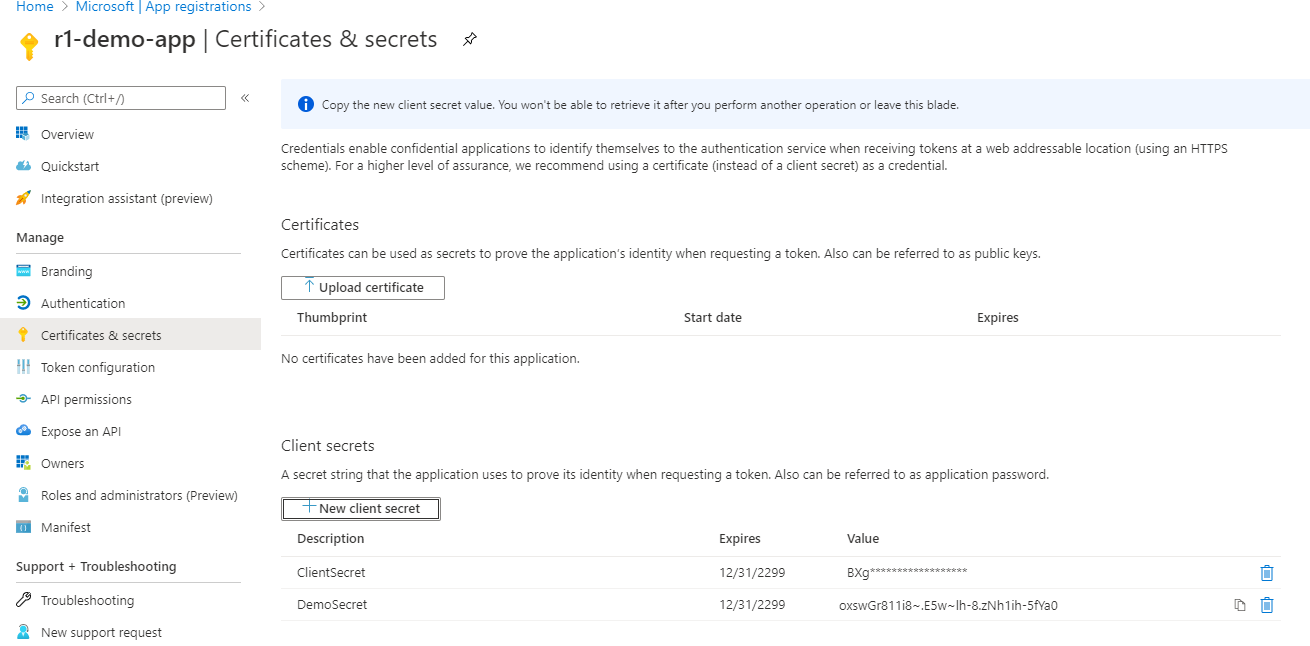 Home > Microsoft | App registrations >
r1-demo-app | Certificates & secrets
Search (Ctrl+/)
«
Overview
Quickstart
Integration assistant (preview)
Manage
Branding
Authentication
Certificates & secrets
Token configuration
API permissions
Expose an API
Owners
Roles and administrators (Preview)
Manifest
Support + Troubleshooting
Troubleshooting
New support request
Copy the new client secret value. You won't be able to retrieve it after you perform another operation or leave this blade.
Credentials enable confidential applications to identify themselves to the authentication service when receiving tokens at a web addressable location (using an HTTPS
scheme). For a higher level of assurance, we recommend using a certificate (instead of a client secret) as a credential.
Certificates
Certificates can be used as secrets to prove the application's identity when requesting a token. Also can be referred to as public keys.
Upload certificate
Thumbprint Start date Expires
No certificates have been added for this application.
Client secrets
A secret string that the application uses to prove its identity when requesting a token. Also can be referred to as application password.
New client secret
Description Expires Value
ClientSecret 12/31/2299 BXg******************
DemoSecret 12/31/2299 oxswGr811i8~.E5w~lh-8.zNh1ih-5fYa0